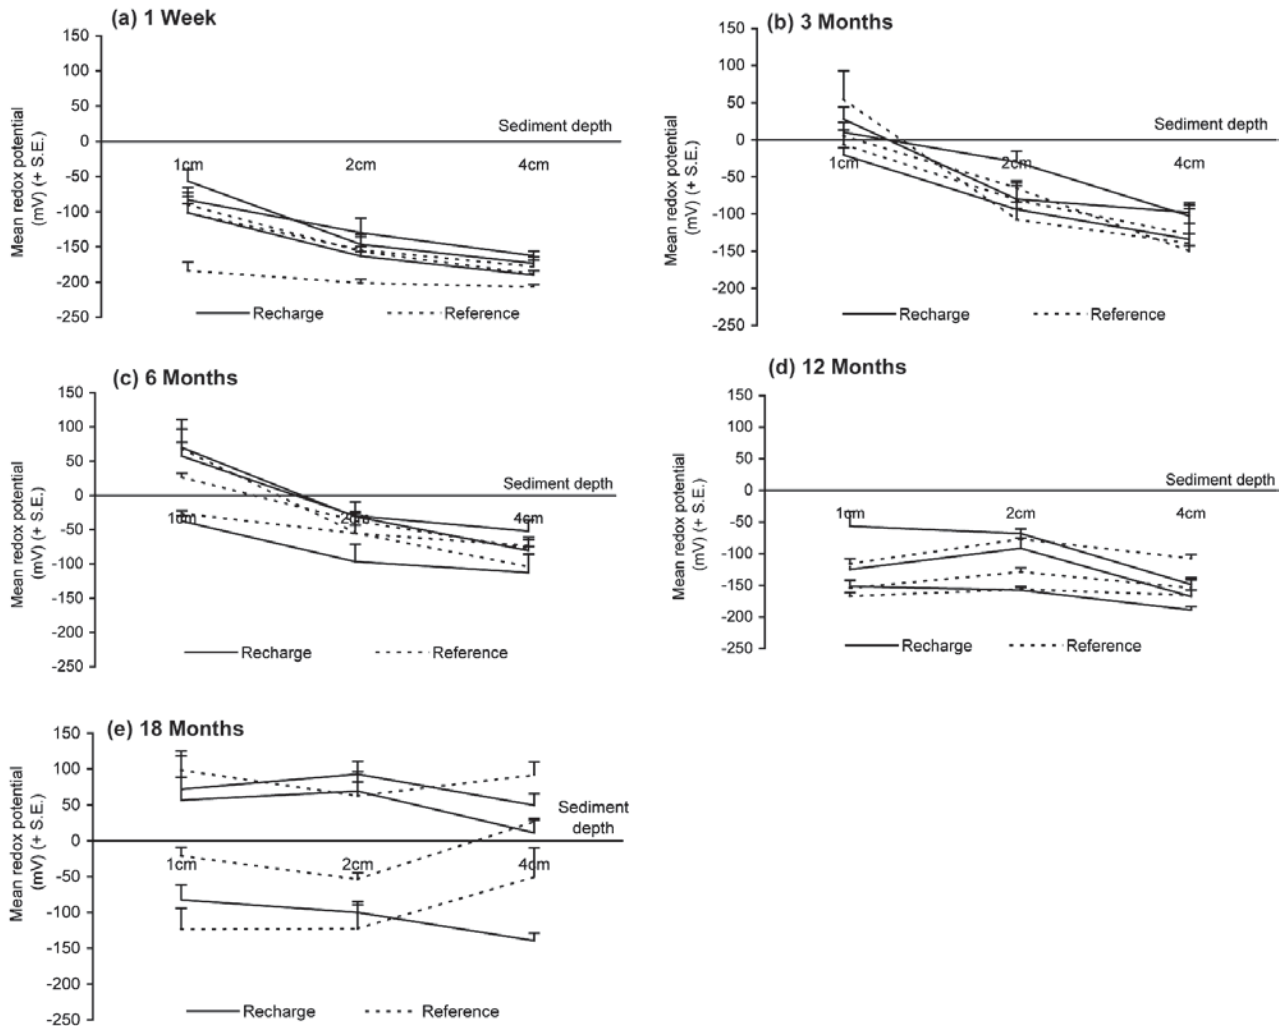 (a) 1 Week
150
100
50
0
-50
-100
-150
-200
-250
Mean redox potential
(mV) (+ S.E.)
Sediment depth
1cm 2cm 4cm
Recharge Reference
(b) 3 Months
150
100
50
0
-50
-100
-150
-200
-250
Mean redox potential
(mV) (+ S.E.)
Sediment depth
1cm 2cm 4cm
Recharge Reference
(c) 6 Months
150
100
50
0
-50
-100
-150
-200
-250
Mean redox potential
(mV) (+ S.E.)
Sediment depth
1cm 2cm 4cm
Recharge Reference
(d) 12 Months
150
100
50
0
-50
-100
-150
-200
-250
Mean redox potential
(mV) (+ S.E.)
Sediment depth
1cm 2cm 4cm
Recharge Reference
(e) 18 Months
150
100
50
0
-50
-100
-150
-200
-250
Mean redox potential
(mV) (+ S.E.)
Sediment
depth
1cm 2cm 4cm
Recharge Reference